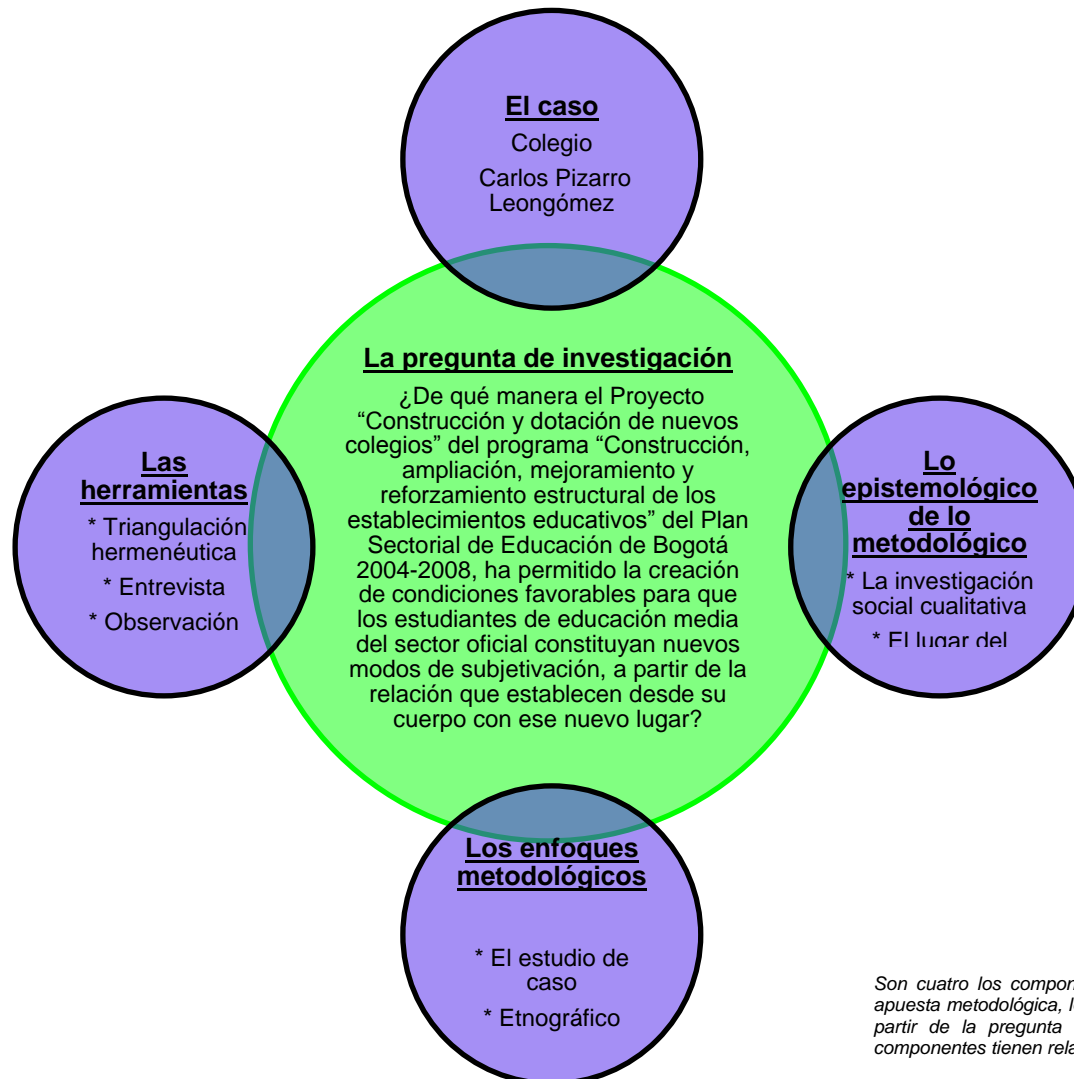 El caso
Colegio
Carlos Pizarro
Leongómez
La pregunta de investigación
¿De qué manera el Proyecto
“Construcción y dotación de nuevos
colegios” del programa “Construcción,
ampliación, mejoramiento y
reforzamiento estructural de los
establecimientos educativos” del Plan
Sectorial de Educación de Bogotá
2004-2008, ha permitido la creación
de condiciones favorables para que
los estudiantes de educación media
del sector oficial constituyan nuevos
modos de subjetivación, a partir de la
relación que establecen desde su
cuerpo con ese nuevo lugar?
Las
herramientas
* Triangulación
hermenéutica
* Entrevista
* Observación
Lo
epistemológico
de lo
metodológico
* La investigación
social cualitativa
* El lugar del
Los enfoques
metodológicos
* El estudio de
caso
* Etnográfico
Son cuatro los
apuesta metodológica,
partir de la pregunta
componentes tienen